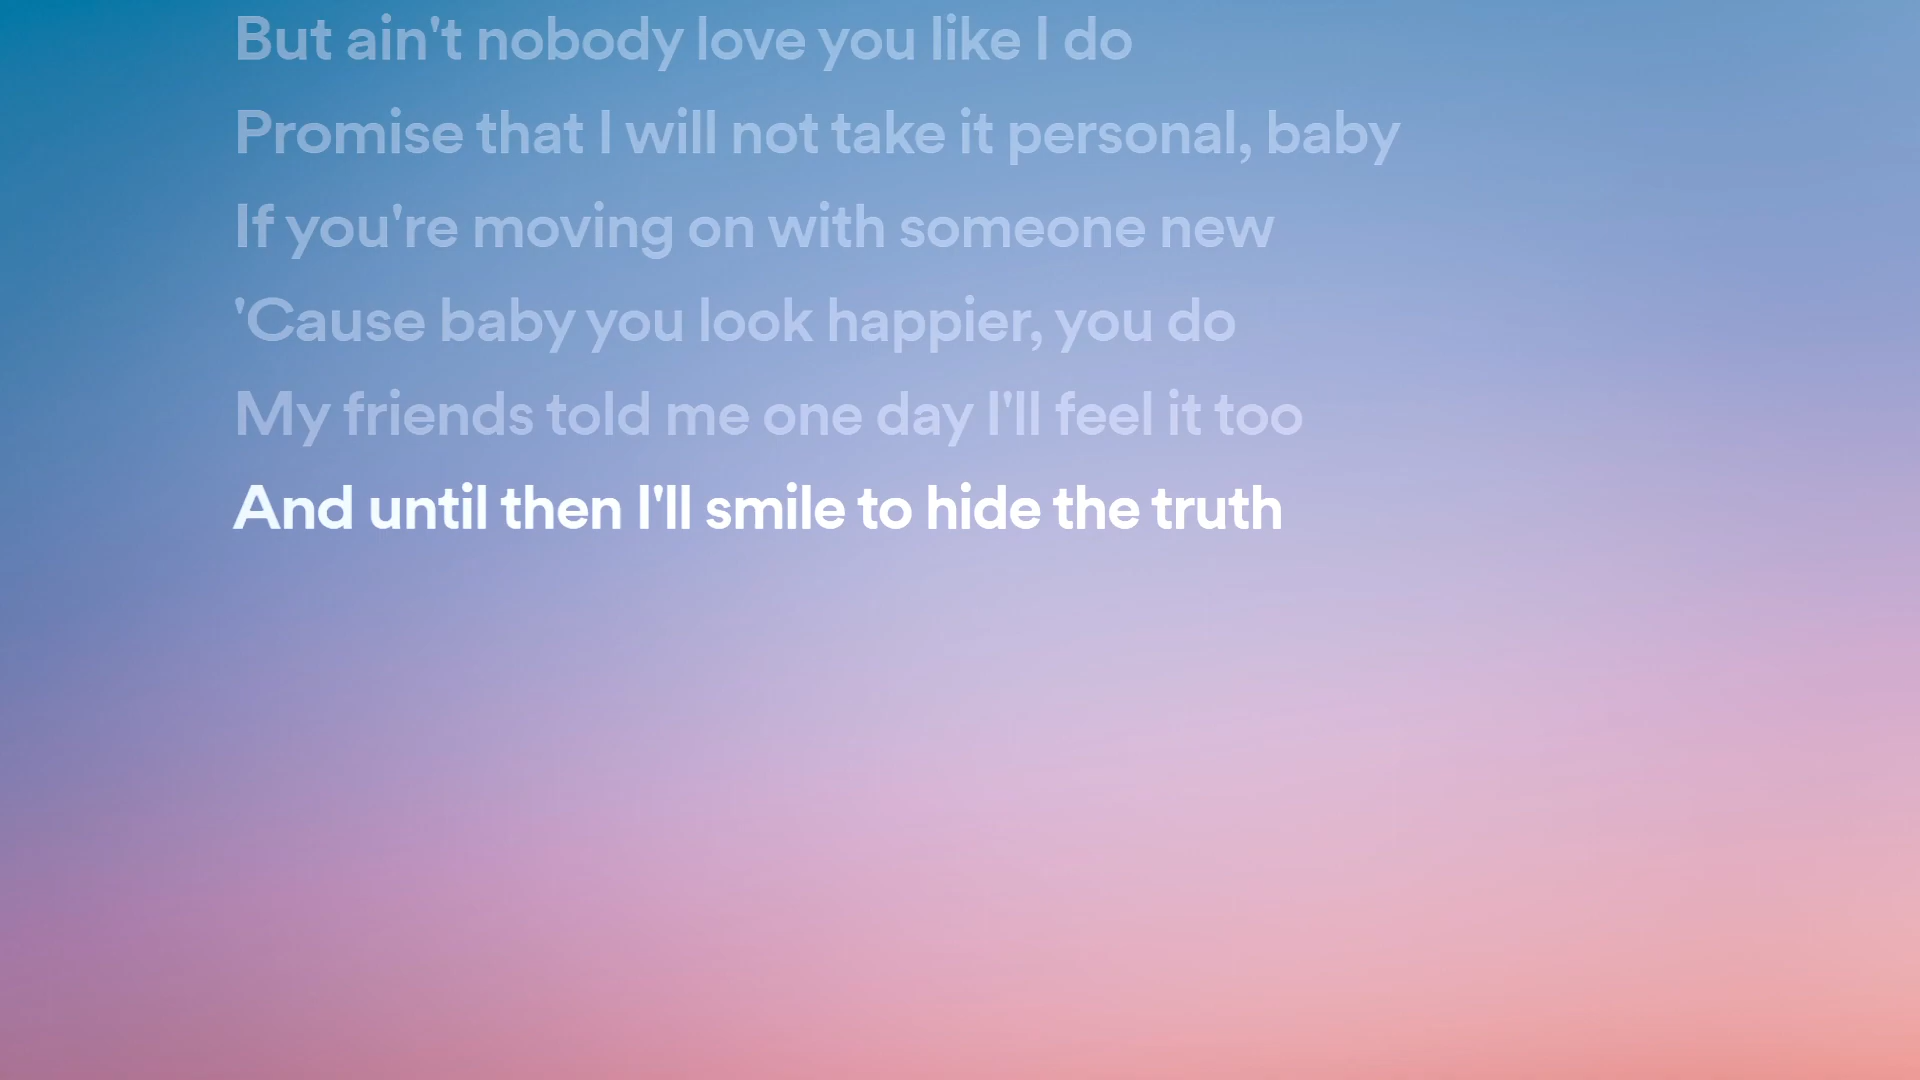 But ain't nobody love you like I do
Promise that I will not take it personal, baby
If you're moving on with someone new
'Cause baby you look happier, you do
My friends told me one day I'll feel it too
And until then I'll smile to hide the truth